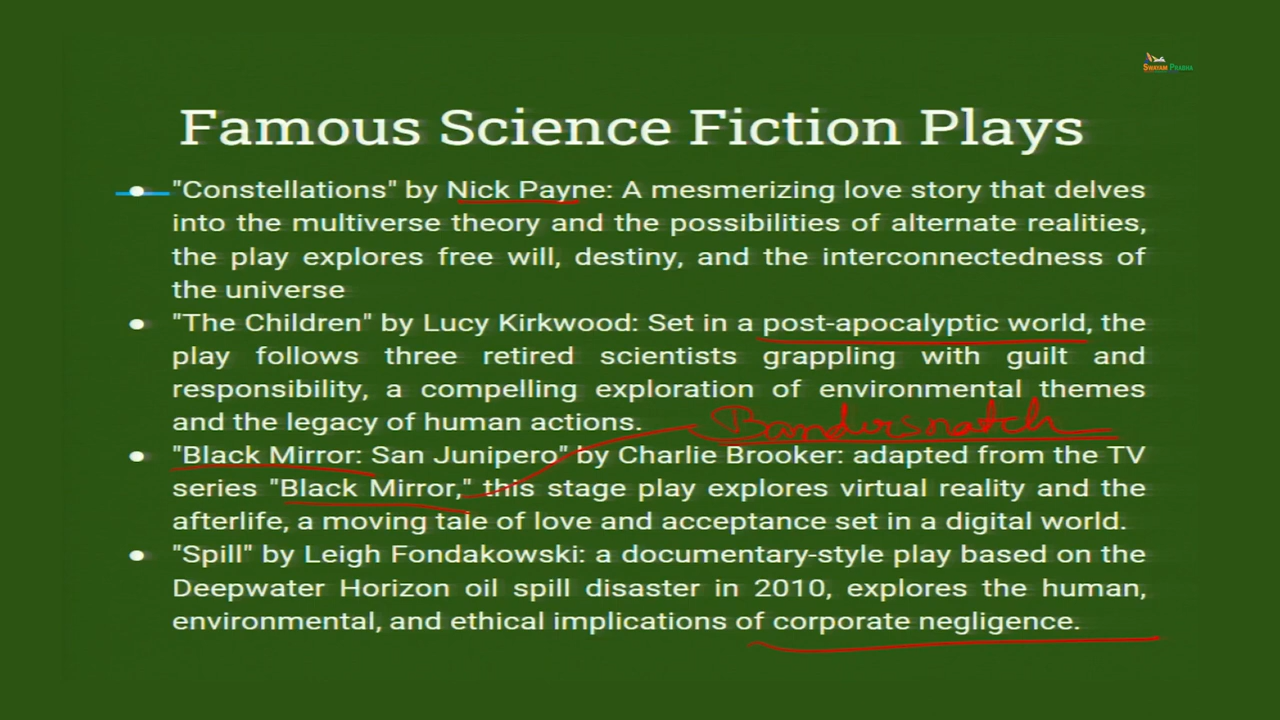 SWAYAM PRABHA
Famous Science Fiction Plays
● "Constellations" by Nick Payne: A mesmerizing love story that delves
into the multiverse theory and the possibilities of alternate realities,
the play explores free will, destiny, and the interconnectedness of
the universe
● "The Children" by Lucy Kirkwood: Set in a post-apocalyptic world, the
play follows three retired scientists grappling with guilt and
responsibility, a compelling exploration of environmental themes
and the legacy of human actions.
Bandersnatch
● "Black Mirror: San Junipero" by Charlie Brooker: adapted from the TV
series "Black Mirror," this stage play explores virtual reality and the
afterlife, a moving tale of love and acceptance set in a digital world.
● "Spill" by Leigh Fondakowski: a documentary-style play based on the
Deepwater Horizon oil spill disaster in 2010, explores the human,
environmental, and ethical implications of corporate negligence.